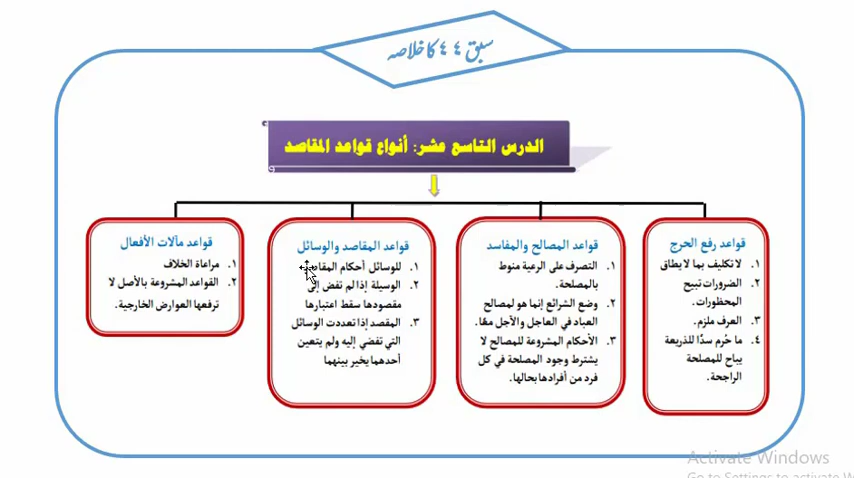 سبق ٤٤ کا خلاصہ
الدرس التاسع عشر: أنواع قواعد المقاصد
قواعد رفع الحرج
١. لا تكليف بما لا يطاق
٢. الضرورات تبيح
المحظورات.
٣. العرف ملزم.
٤. ما حُرم سدًا للذريعة
يباح للمصلحة
الراجحة.
قواعد المصالح والمفاسد
١. التصرف على الرعية منوط
بالمصلحة.
٢. وضع الشرائع إنما هو لمصالح
العباد في العاجل والآجل معًا.
٣. الأحكام المشروعة للمصالح لا
يشترط وجود المصلحة في كل
فرد من أفرادها بحالها.
قواعد المقاصد والوسائل
١. للوسائل أحكام المقاصد
٢. الوسيلة إذا لم تفض إلى
مقصودها سقط اعتبارها
٣. المقصد إذا تعددت الوسائل
التي تفضي إليه ولم يتعين
أحدهما يخير بينهما
قواعد مآلات الأفعال
١. مراعاة الخلاف
٢. القواعد المشروعة بالأصل لا
ترفعها العوارض الخارجية.
Activate Windows
Go to Settings to activate W